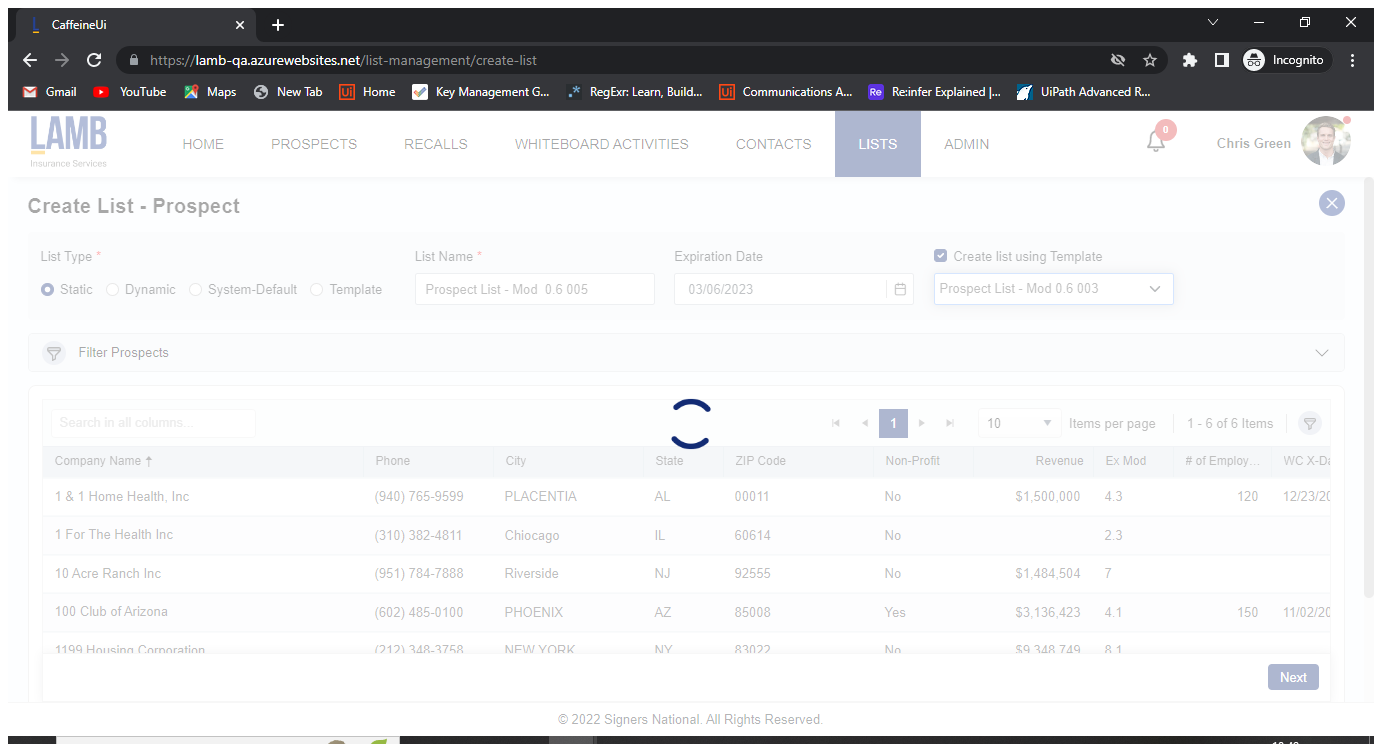 CaffeineUi
https://lamb-qa.azurewebsites.net/list-management/create-list
Incognito
Gmail YouTube Maps New Tab Home Key Management G... RegExr: Learn, Build... Communications A... Re:infer Explained |... UiPath Advanced R...
LAMB
Insurance Services
HOME PROSPECTS RECALLS WHITEBOARD ACTIVITIES CONTACTS LISTS ADMIN 0 Chris Green
Create List - Prospect
List Type * List Name * Expiration Date Create list using Template
Static Dynamic System-Default Template Prospect List - Mod 0.6 005 03/06/2023 Prospect List - Mod 0.6 003
Filter Prospects
Search in all columns... 1 10 Items per page 1 - 6 of 6 Items
Company Name ↑ Phone City State ZIP Code Non-Profit Revenue Ex Mod # of Employ... WC X-Da
1 & 1 Home Health, Inc (940) 765-9599 PLACENTIA AL 00011 No $1,500,000 4.3 120 12/23/20
1 For The Health Inc (310) 382-4811 Chiocago IL 60614 No 2.3
10 Acre Ranch Inc (951) 784-7888 Riverside NJ 92555 No $1,484,504 7
100 Club of Arizona (602) 485-0100 PHOENIX AZ 85008 Yes $3,136,423 4.1 150 11/02/20
1199 Housing Corporation (212) 348-3758 NEW YORK NY 83022 No $9,348,749 8.1
Next
© 2022 Signers National. All Rights Reserved.